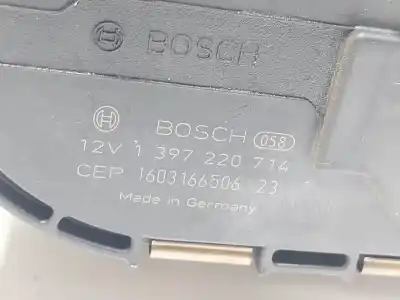 BOSCH
BOSCH 058
12V 1 397 220 714
CEP 1603166506 23
Made in Germany